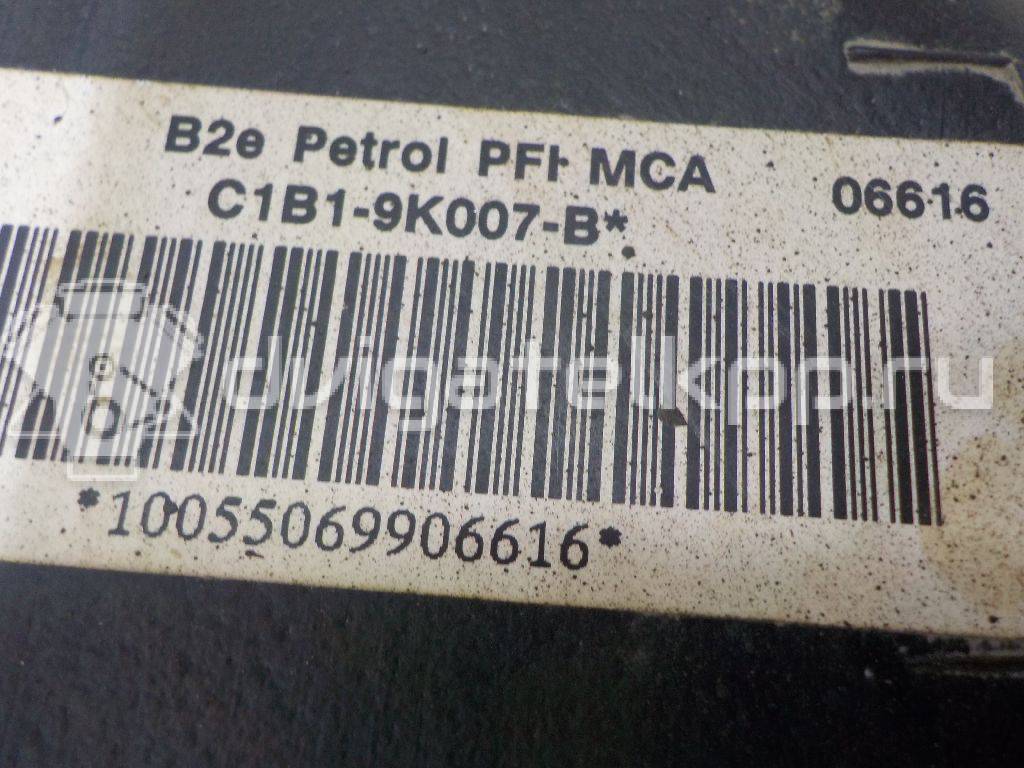 B2e Petrol PFI MCA 06616
C1B1-9K007-B*
dvigatelkpp.ru
*10055069906616*